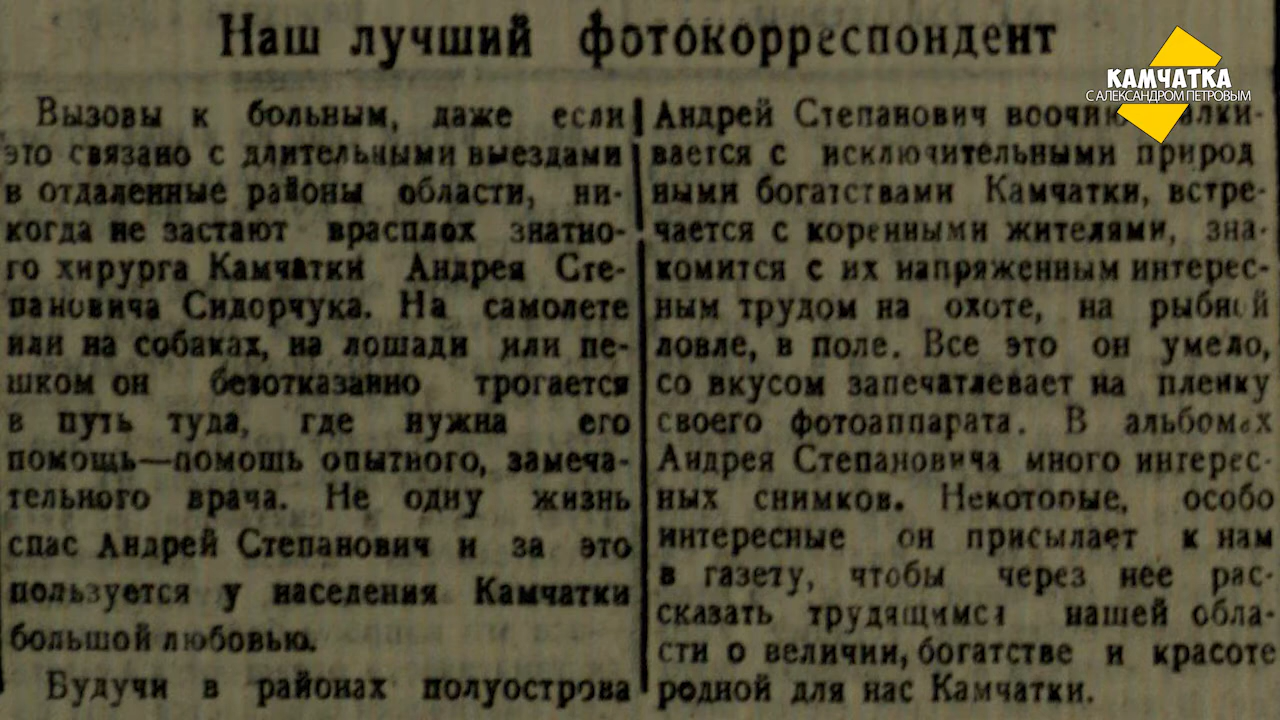 Наш лучший фотокорреспондент
КАМЧАТКА
С АЛЕКСАНДРОМ ПЕТРОВЫМ
Вызовы к больным, даже если
это связано с длительными выездами
в отдаленные районы области, ни-
когда не застают врасплох знатно-
го хирурга Камчатки Андрея Сте-
пановича Сидорчука. На самолете
или на собаках, на лошади или пе-
шком он безотказанно трогается
в путь туда, где нужна его
помощь—помощь опытного, замеча-
тельного врача. Не одну жизнь
спас Андрей Степанович и за это
пользуется у населения Камчатки
большой любовью.
Будучи в районах полуострова
Андрей Степанович воочию
вается с исключительными природ
ными богатствами Камчатки, встре-
чается с коренными жителями, зна-
комится с их напряженным интерес-
ным трудом на охоте, на рыбной
ловле, в поле. Все это он умело,
со вкусом запечатлевает на пленку
своего фотоаппарата. В альбомах
Андрея Степановича много интерес-
ных снимков. Некоторые, особо
интересные он присылает к нам
в газету, чтобы через нее рас-
сказать трудящимся нашей обла-
сти о величии, богатстве и красоте
родной для нас Камчатки.